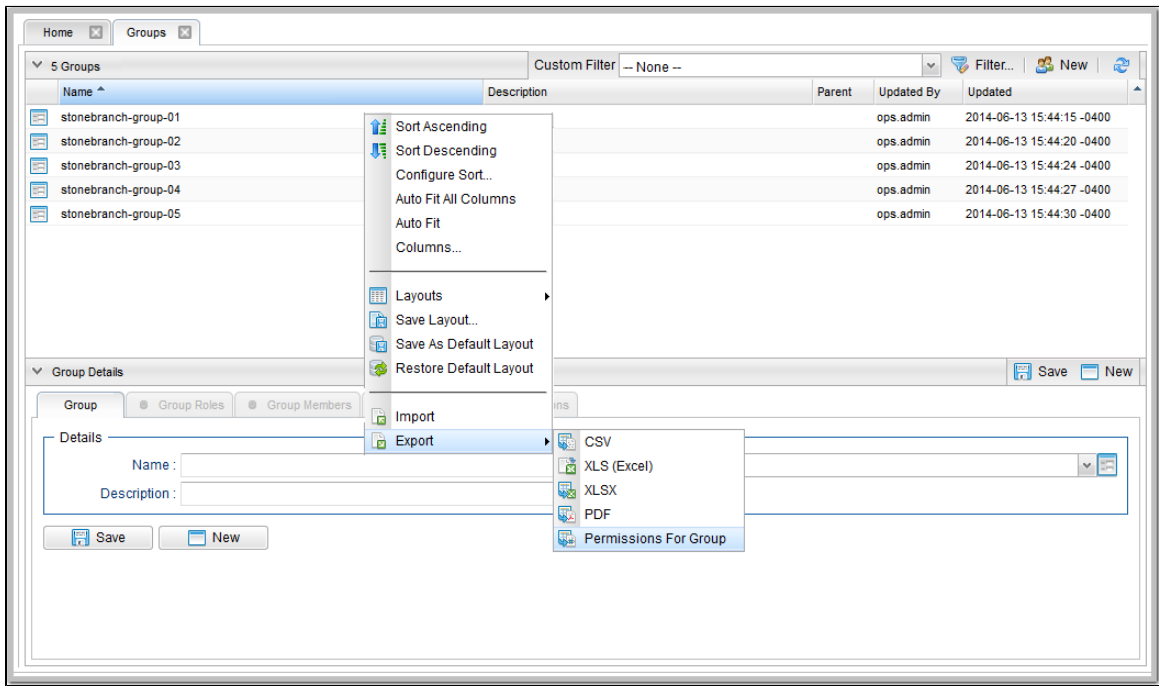 Home Groups
5 Groups Custom Filter -- None -- Filter... New
Name Description Parent Updated By Updated
stonebranch-group-01 ops.admin 2014-06-13 15:44:15 -0400
stonebranch-group-02 ops.admin 2014-06-13 15:44:20 -0400
stonebranch-group-03 ops.admin 2014-06-13 15:44:24 -0400
stonebranch-group-04 ops.admin 2014-06-13 15:44:27 -0400
stonebranch-group-05 ops.admin 2014-06-13 15:44:30 -0400
Sort Ascending
Sort Descending
Configure Sort...
Auto Fit All Columns
Auto Fit
Columns...
Layouts
Save Layout...
Save As Default Layout
Restore Default Layout
Import
Export
CSV
XLS (Excel)
XLSX
PDF
Permissions For Group
Group Details Save New
Group Group Roles Group Members
Details
Name :
Description :
Save New